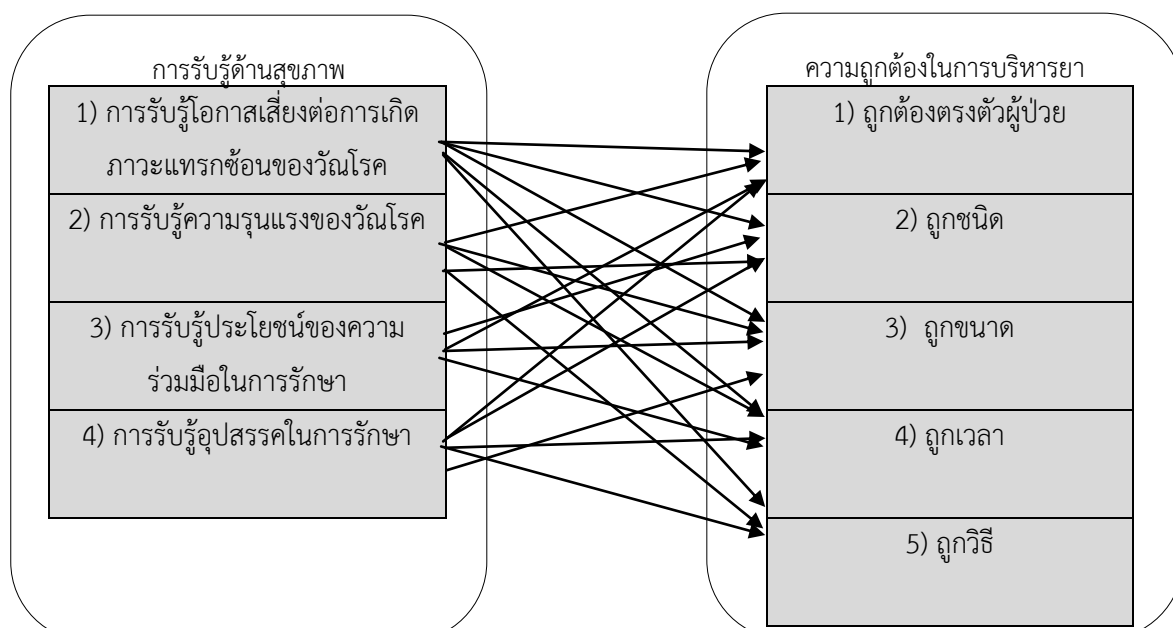 การรับรู้ด้านสุขภาพ
1) การรับรู้โอกาสเสี่ยงต่อการเกิด
ภาวะแทรกซ้อนของวัณโรค
2) การรับรู้ความรุนแรงของวัณโรค
3) การรับรู้ประโยชน์ของความ
ร่วมมือในการรักษา
4) การรับรู้อุปสรรคในการรักษา
ความถูกต้องในการบริหารยา
1) ถูกต้องตรงตัวผู้ป่วย
2) ถูกชนิด
3) ถูกขนาด
4) ถูกเวลา
5) ถูกวิธี